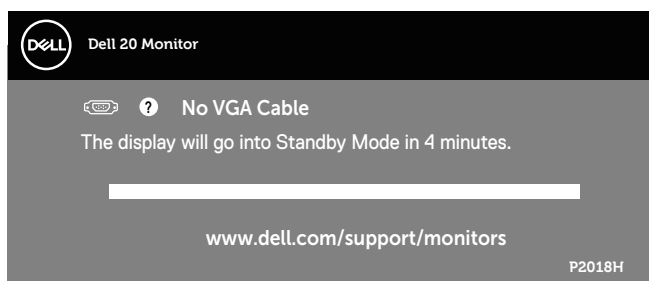 DELL
Dell 20 Monitor
? No VGA Cable
The display will go into Standby Mode in 4 minutes.
www.dell.com/support/monitors
P2018H